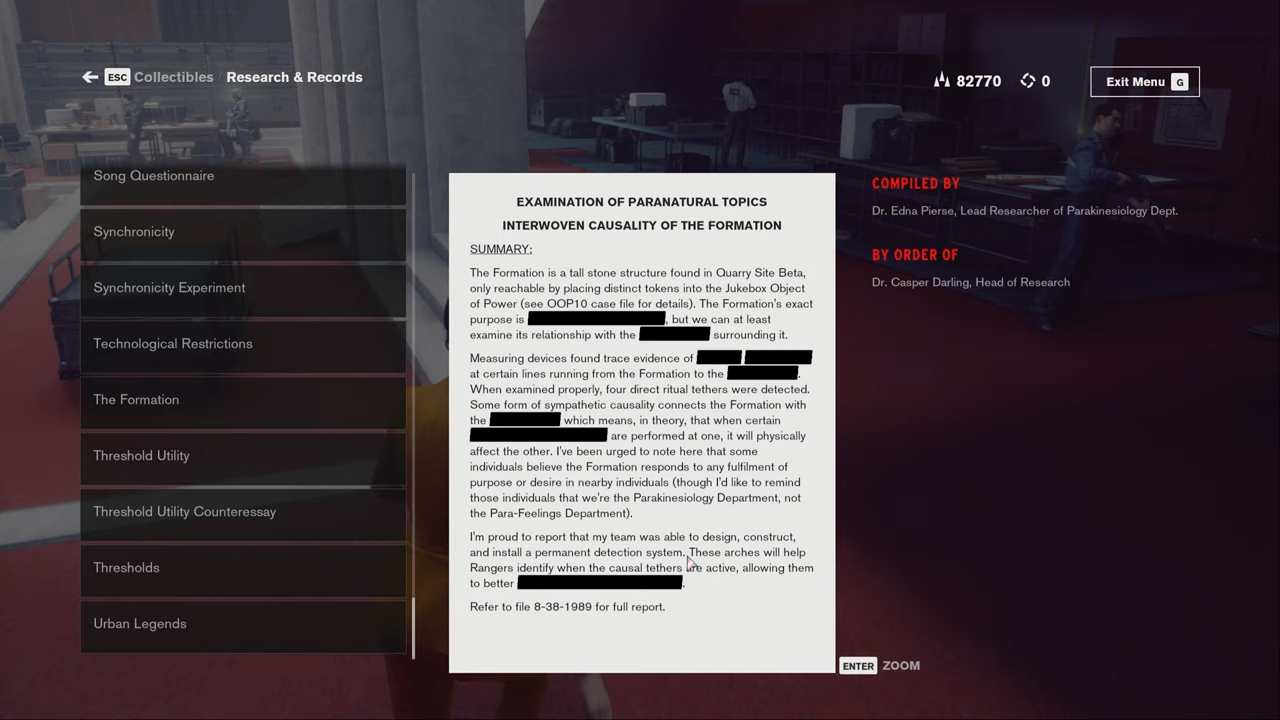 ESC Collectibles / Research & Records
82770
0
Exit Menu G
Song Questionnaire
Synchronicity
Synchronicity Experiment
Technological Restrictions
The Formation
Threshold Utility
Threshold Utility Counteressay
Thresholds
Urban Legends
EXAMINATION OF PARANATURAL TOPICS
INTERWOVEN CAUSALITY OF THE FORMATION
SUMMARY:
The Formation is a tall stone structure found in Quarry Site Beta,
only reachable by placing distinct tokens into the Jukebox Object
of Power (see OOP10 case file for details). The Formation's exact
purpose is , but we can at least
examine its relationship with the surrounding it.
Measuring devices found trace evidence of
at certain lines running from the Formation to the .
When examined properly, four direct ritual tethers were detected.
Some form of sympathetic causality connects the Formation with
the which means, in theory, that when certain
are performed at one, it will physically
affect the other. I've been urged to note here that some
individuals believe the Formation responds to any fulfilment of
purpose or desire in nearby individuals (though I'd like to remind
those individuals that we're the Parakinesiology Department, not
the Para-Feelings Department).
I'm proud to report that my team was able to design, construct,
and install a permanent detection system. These arches will help
Rangers identify when the causal tethers are active, allowing them
to better .
Refer to file 8-38-1989 for full report.
COMPILED BY
Dr. Edna Pierse, Lead Researcher of Parakinesiology Dept.
BY ORDER OF
Dr. Casper Darling, Head of Research
ENTER ZOOM